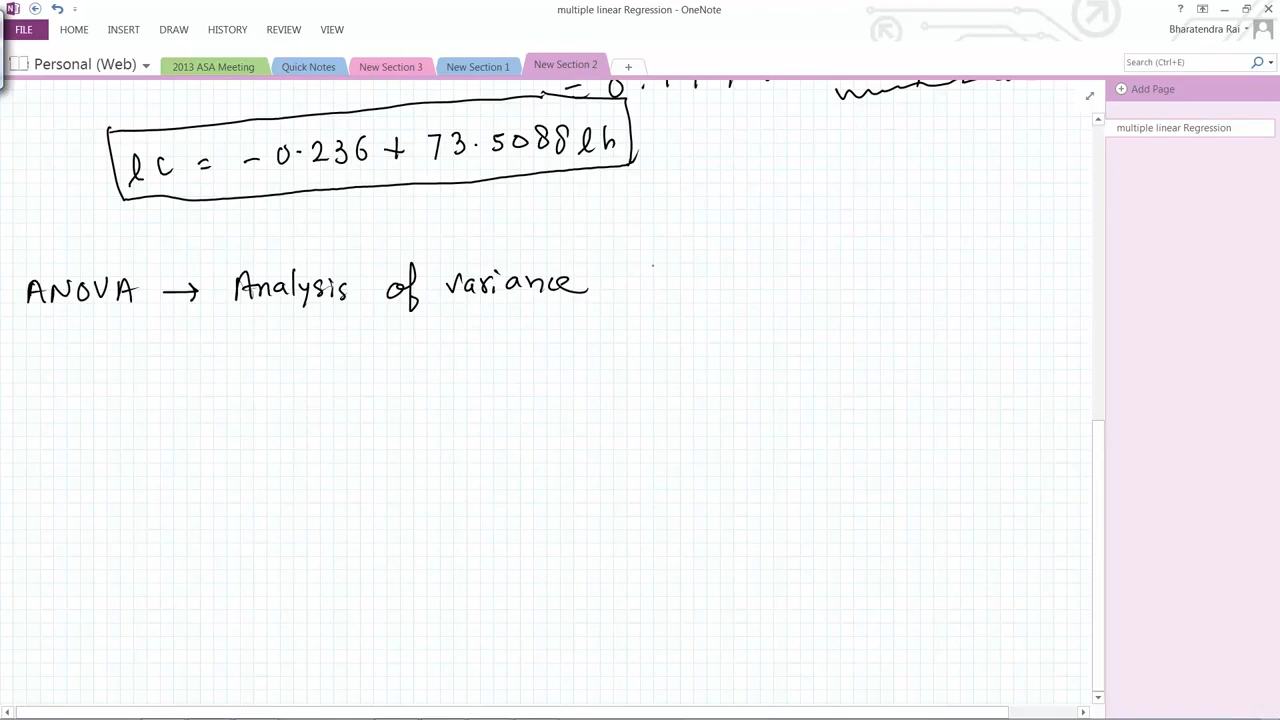 multiple linear Regression - OneNote
FILE HOME INSERT DRAW HISTORY REVIEW VIEW
Bharatendra Rai
Personal (Web) 2013 ASA Meeting Quick Notes New Section 3 New Section 1 New Section 2
Search (Ctrl+E)
Add Page
multiple linear Regression
lc = -0.236 + 73.5088 lh
ANOVA → Analysis of variance